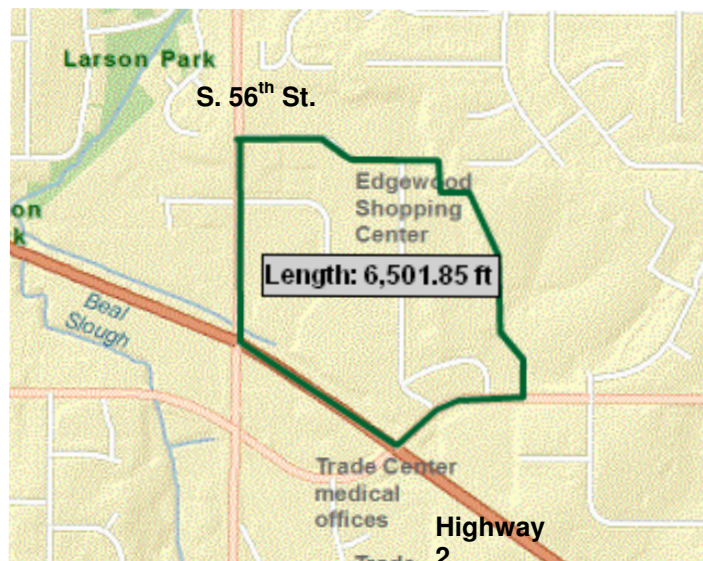 Larson Park
S. 56th St.
Edgewood
Shopping
Center
on
k
Length: 6,501.85 ft
Beal
Slough
Trade Center
medical
offices
Highway
2
Trade